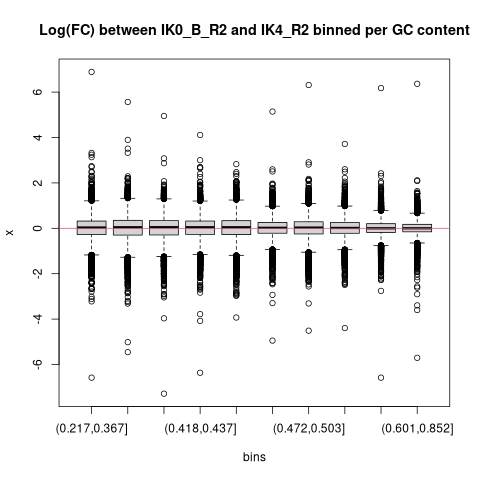 Log(FC) between IK0_B_R2 and IK4_R2 binned per GC content
6
4
2
0
-2
-4
-6
x
(0.217,0.367] (0.418,0.437] (0.472,0.503] (0.601,0.852]
bins